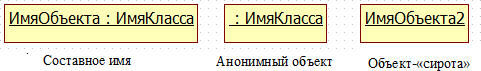 ИмяОбъекта : ИмяКласса
: ИмяКласса
ИмяОбъекта2
Составное имя
Анонимный объект
Объект-«сирота»